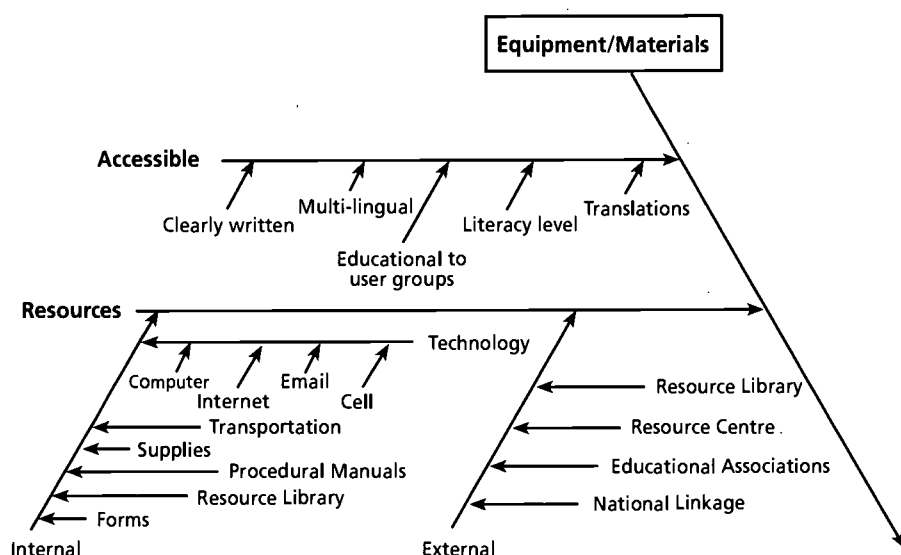 Equipment/Materials
Accessible
Clearly written
Multi-lingual
Educational to
user groups
Literacy level
Translations
Resources
Technology
Computer
Internet
Email
Cell
Transportation
Supplies
Procedural Manuals
Resource Library
Forms
Internal
Resource Library
Resource Centre.
Educational Associations
National Linkage
External